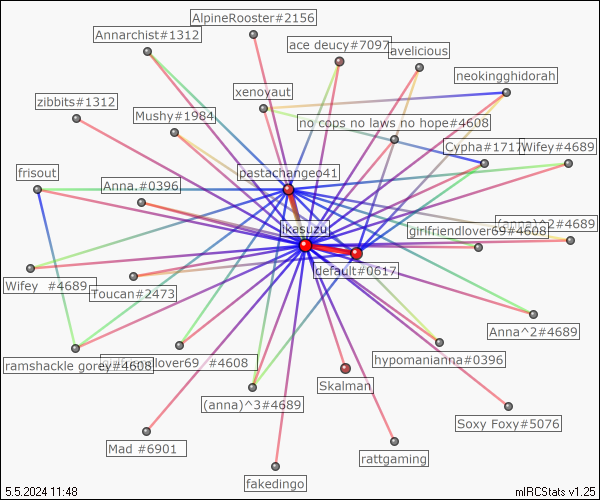 AlpineRooster#2156
Annarchist#1312
ace deucy#7097
avelicious
neokingghidorah
xenoyaut
zibbits#1312
Mushy#1984
no cops no laws no hope#4608
Cypha#1717
Wifey#4689
frisout
pastachangeo41
Anna.#0396
(anna)^2#4689
ikasuzu
girlfriendlover69#4608
default#0617
Wifey #4689
Toucan#2473
Anna^2#4689
ramshackle gorey#4608
lover69 #4608
hypomanianna#0396
Skalman
(anna)^3#4689
Soxy Foxy#5076
Mad #6901
rattgaming
fakedingo
5.5.2024 11:48
mIRCStats v1.25